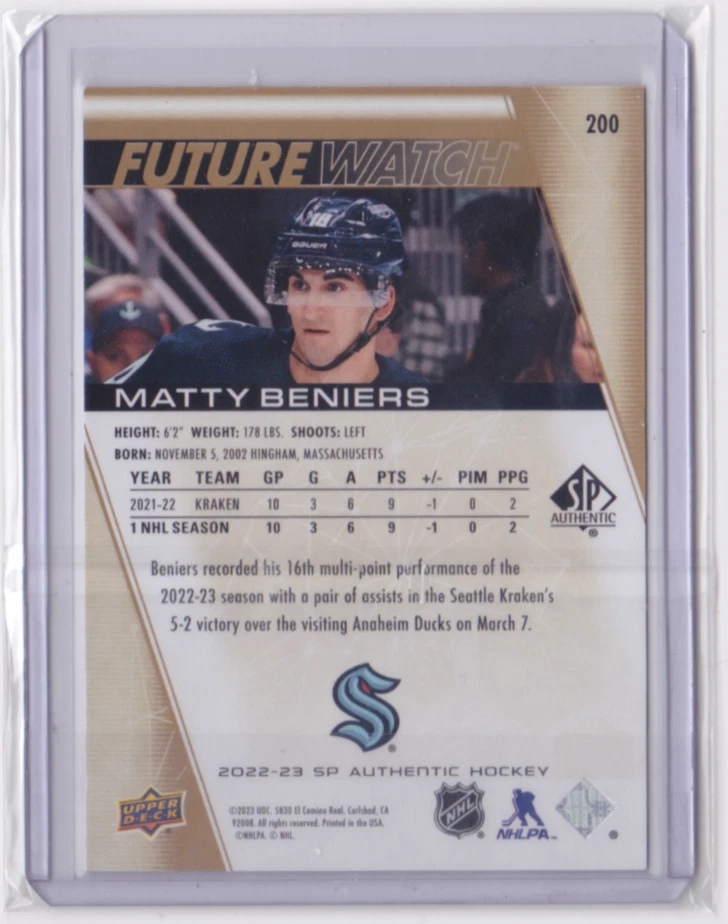 200
FUTURE WATCH
18
BAUER
MATTY BENIERS
HEIGHT: 6'2" WEIGHT: 178 LBS. SHOOTS: LEFT
BORN: NOVEMBER 5, 2002 HINGHAM, MASSACHUSETTS
YEAR TEAM GP G A PTS +/- PIM PPG
2021-22 KRAKEN 10 3 6 9 -1 0 2
1 NHL SEASON 10 3 6 9 -1 0 2
SP
AUTHENTIC
®
Beniers recorded his 16th multi-point performance of the
2022-23 season with a pair of assists in the Seattle Kraken's
5-2 victory over the visiting Anaheim Ducks on March 7.
®
2022-23 SP AUTHENTIC HOCKEY
UPPER
D·E·C·K
©2023 UDC. 5830 El Camino Real, Carlsbad, CA
92008. All rights reserved. Printed in the USA.
©NHLPA. © NHL.
NHL
®
NHLPA™
®